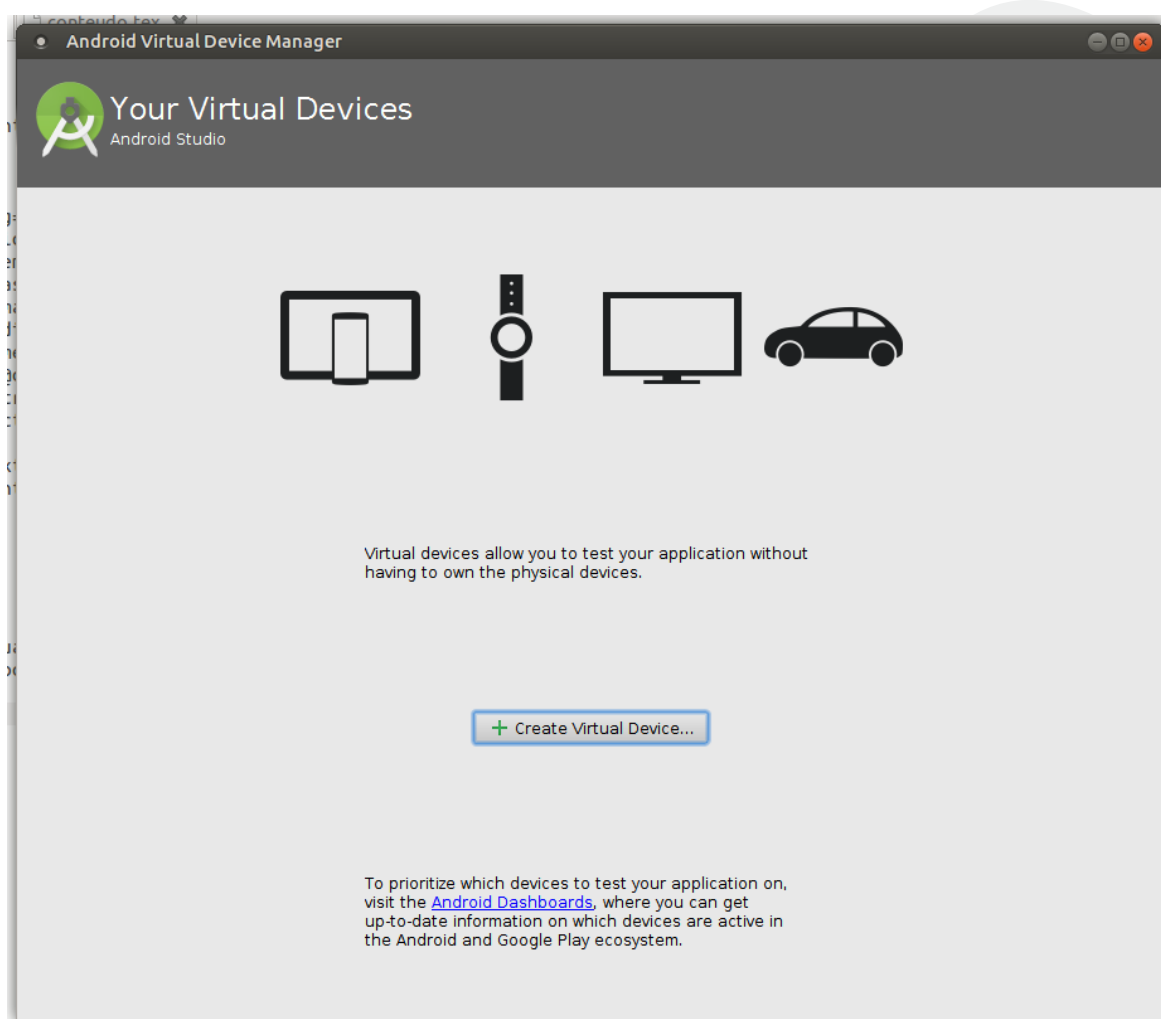 conteudo.tex
Android Virtual Device Manager
Your Virtual Devices
Android Studio
Virtual devices allow you to test your application without
having to own the physical devices.
+ Create Virtual Device...
To prioritize which devices to test your application on,
visit the Android Dashboards, where you can get
up-to-date information on which devices are active in
the Android and Google Play ecosystem.